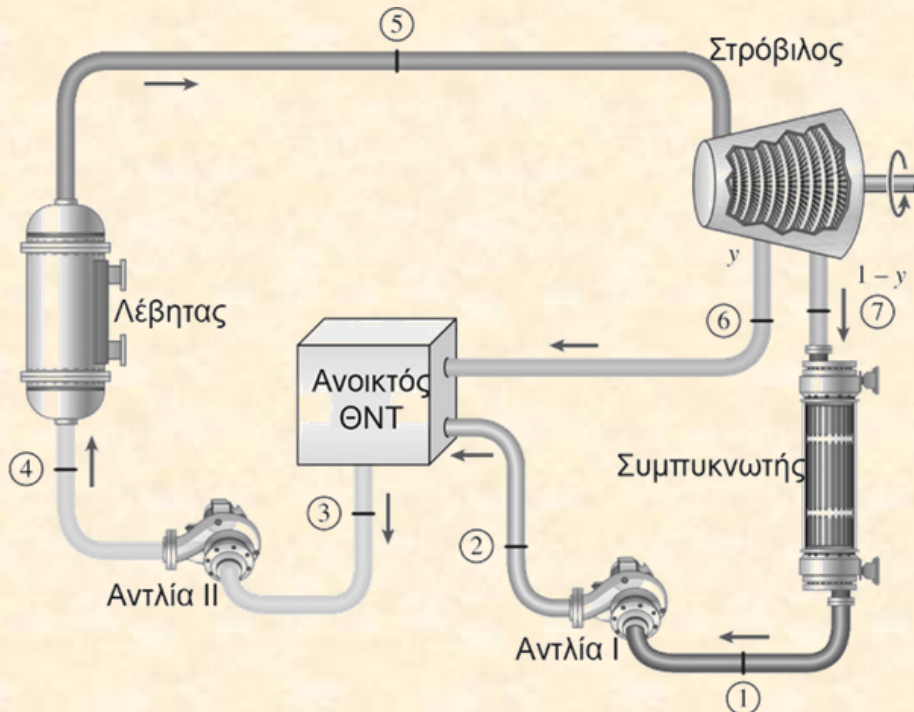 5
Στρόβιλος
y
1 – y
Λέβητας
6
7
Ανοικτός
ΘΝΤ
4
Συμπυκνωτής
3
2
Αντλία II
Αντλία I
1